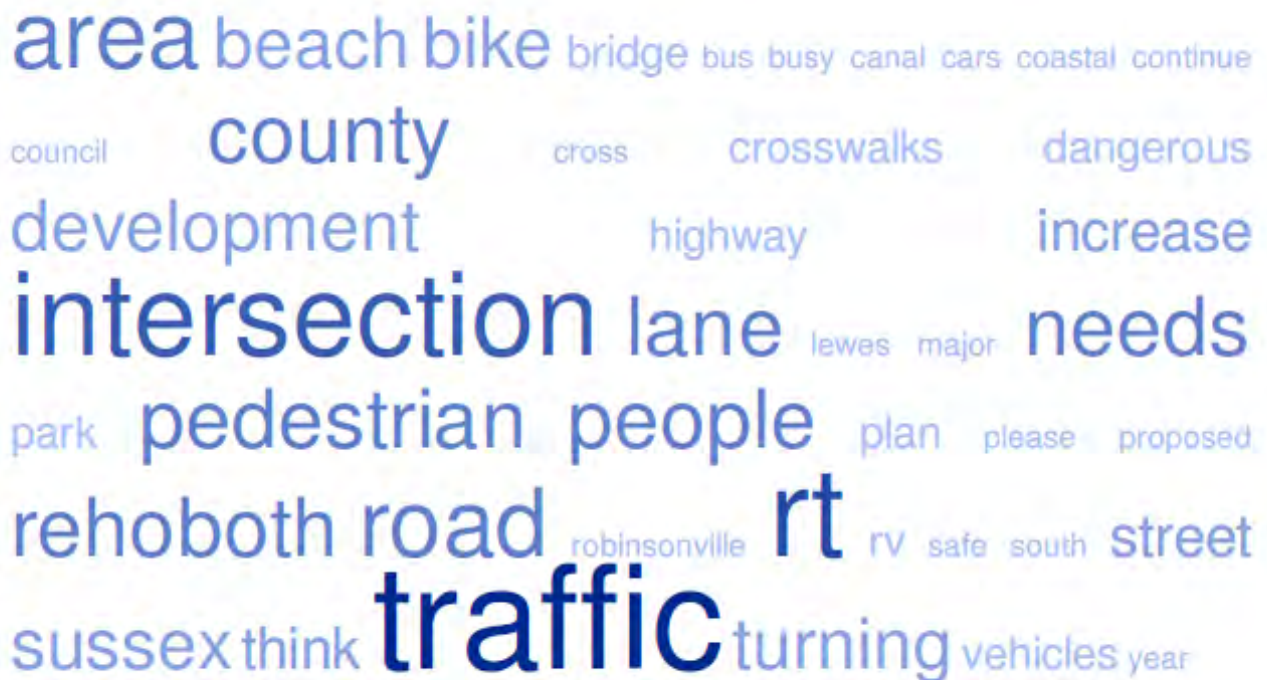 area beach bike bridge bus busy canal cars coastal continue
council county cross crosswalks dangerous
development highway increase
intersection lane lewes major needs
park pedestrian people plan please proposed
rehoboth road robinsonville rt rv safe south street
sussex think traffic turning vehicles year